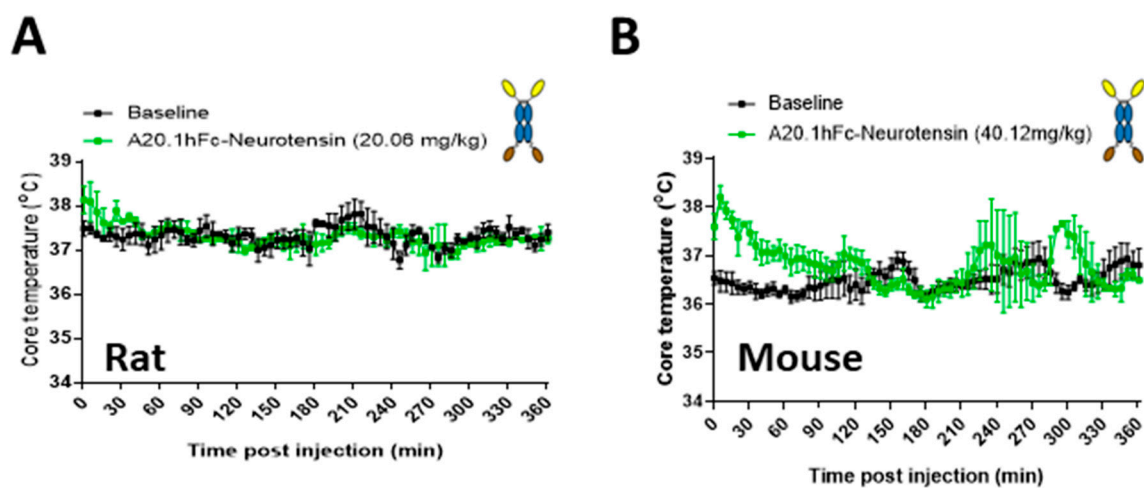 A
Baseline
A20.1hFc-Neurotensin (20.06 mg/kg)
39
38
37
36
35
34
Core temperature (°C)
Rat
0 30 60 90 120 150 180 210 240 270 300 330 360
Time post injection (min)
B
Baseline
A20.1hFc-Neurotensin (40.12mg/kg)
39
38
37
36
35
34
Core temperature (°C)
Mouse
0 30 60 90 120 150 180 210 240 270 300 330 360
Time post injection (min)